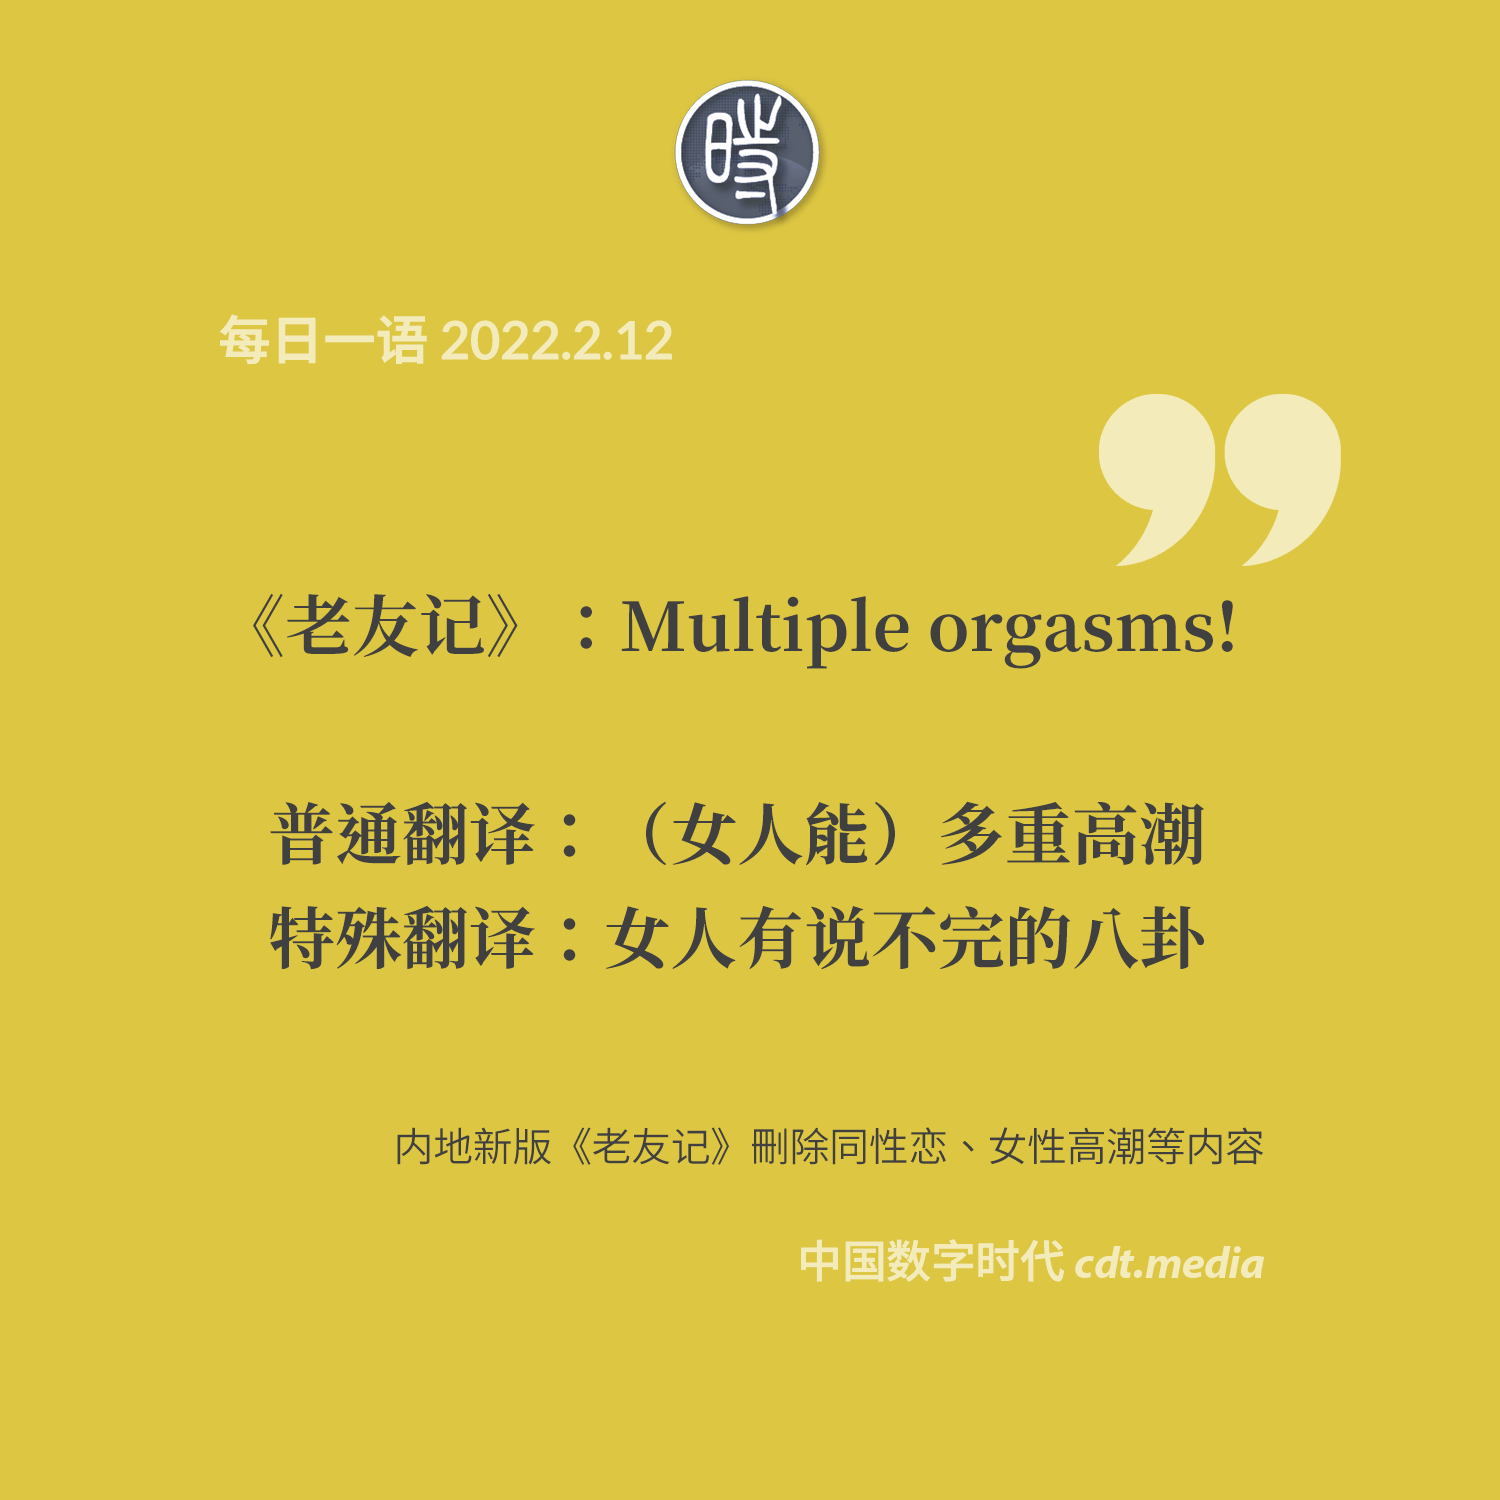 時
每日一语 2022.2.12
《老友记》：Multiple orgasms!
普通翻译：（女人能）多重高潮
特殊翻译：女人有说不完的八卦
内地新版《老友记》刪除同性恋、女性高潮等内容
中国数字时代 cdt.media